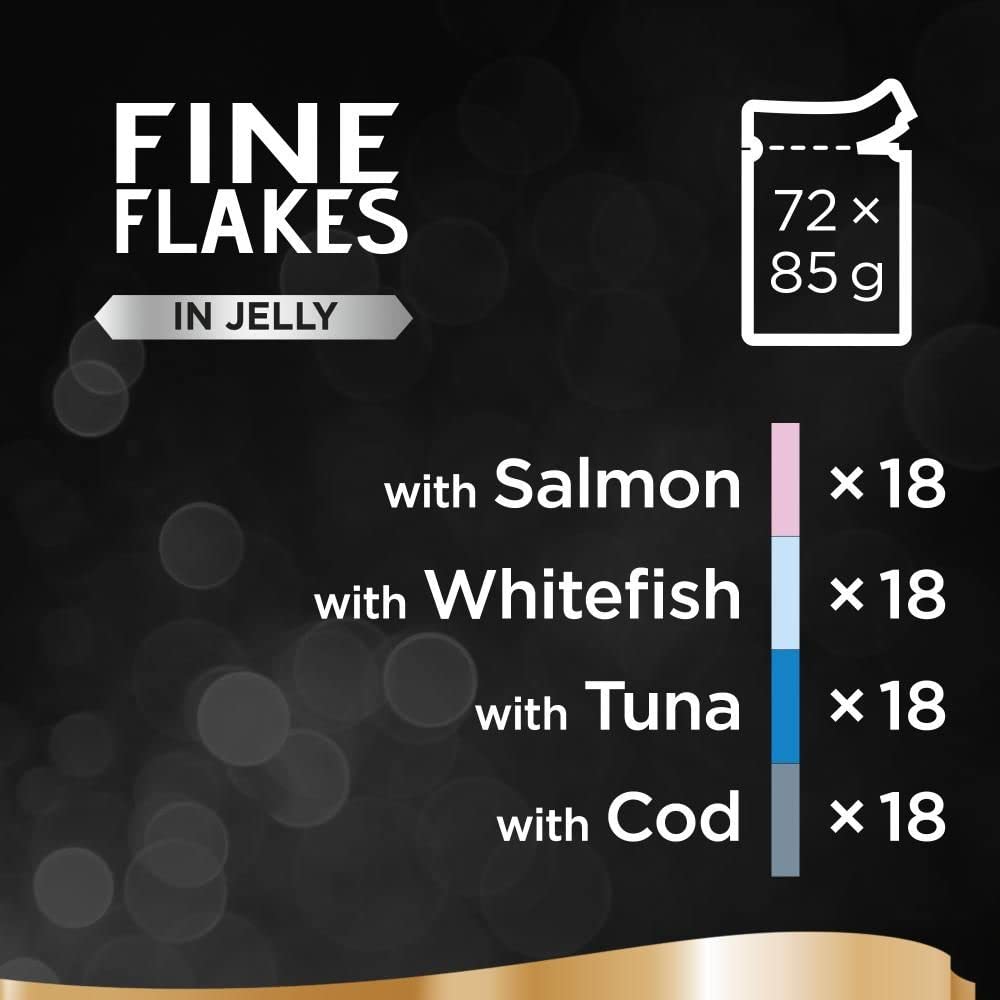 FINE
FLAKES
IN JELLY
72 ×
85 g
with Salmon × 18
with Whitefish × 18
with Tuna × 18
with Cod × 18